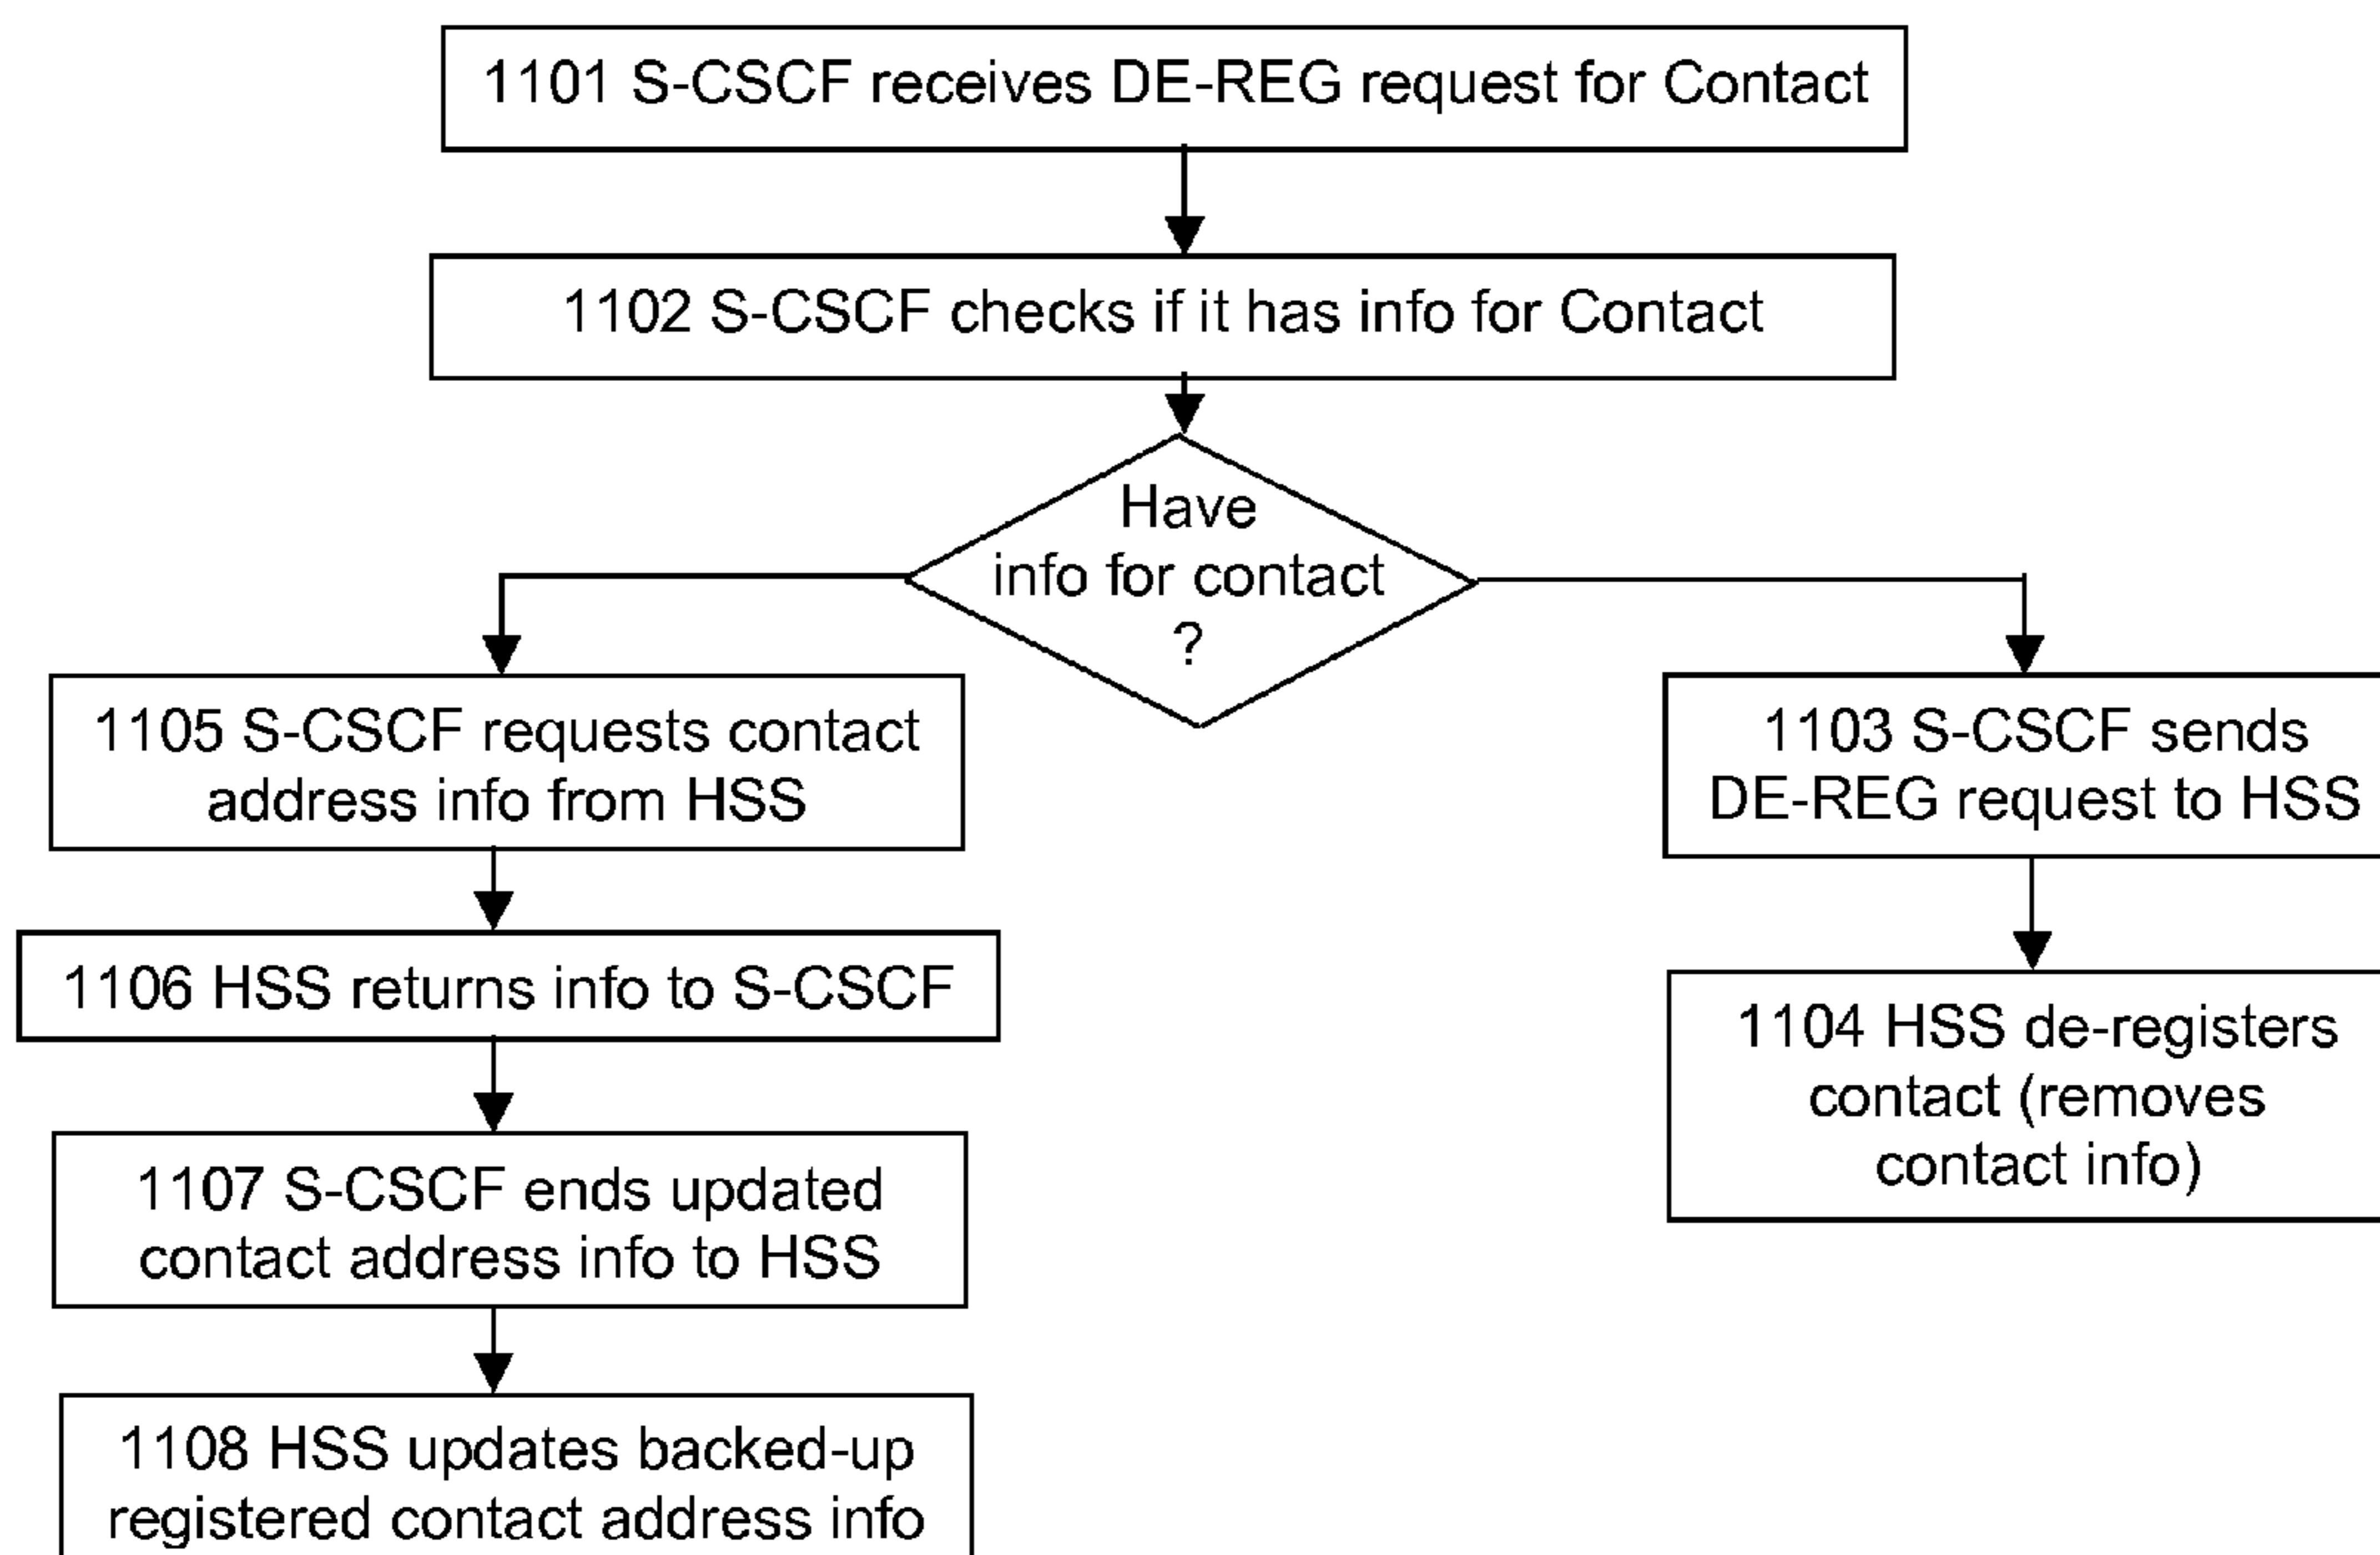 1101 S-CSCF receives DE-REG request for Contact
1102 S-CSCF checks if it has info for Contact
Have
info for contact
?
1105 S-CSCF requests contact
address info from HSS
1103 S-CSCF sends
DE-REG request to HSS
1106 HSS returns info to S-CSCF
1104 HSS de-registers
contact (removes
contact info)
1107 S-CSCF ends updated
contact address info to HSS
1108 HSS updates backed-up
registered contact address info